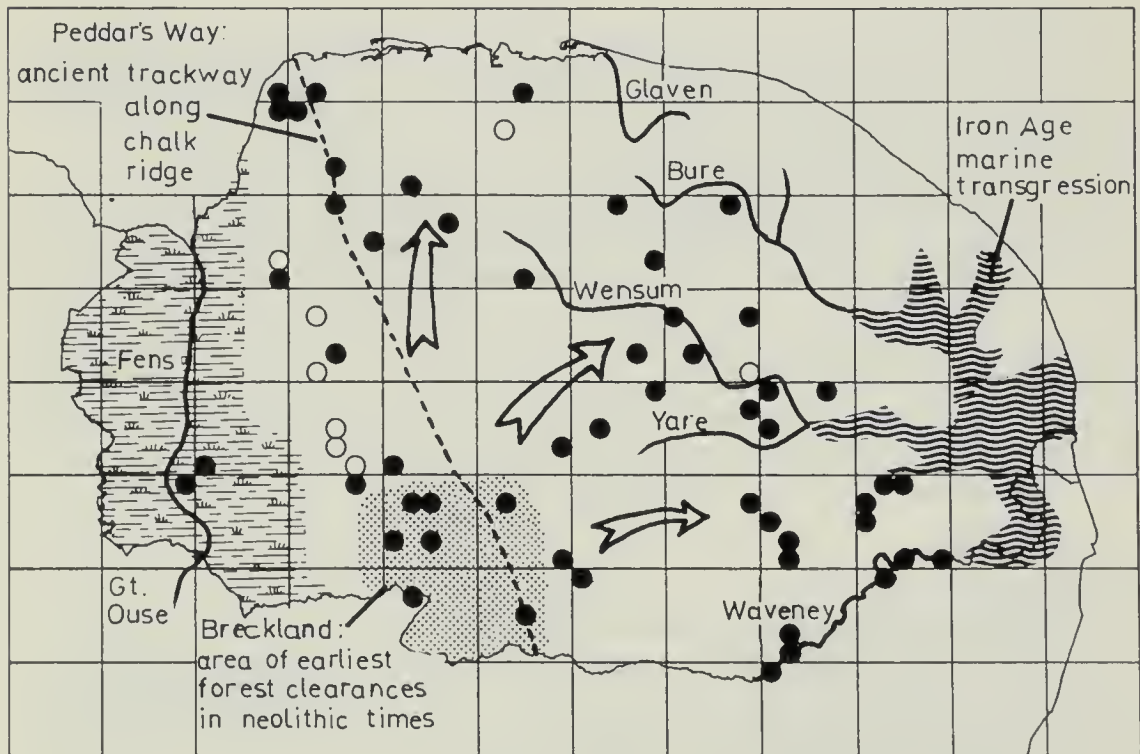 Peddar's Way:
ancient trackway
along
chalk
ridge
Glaven
Iron Age
marine
transgression
Bure
Wensum
Fens
Yare
Gt.
Ouse
Waveney
Breckland:
area of earliest
forest clearances
in neolithic times